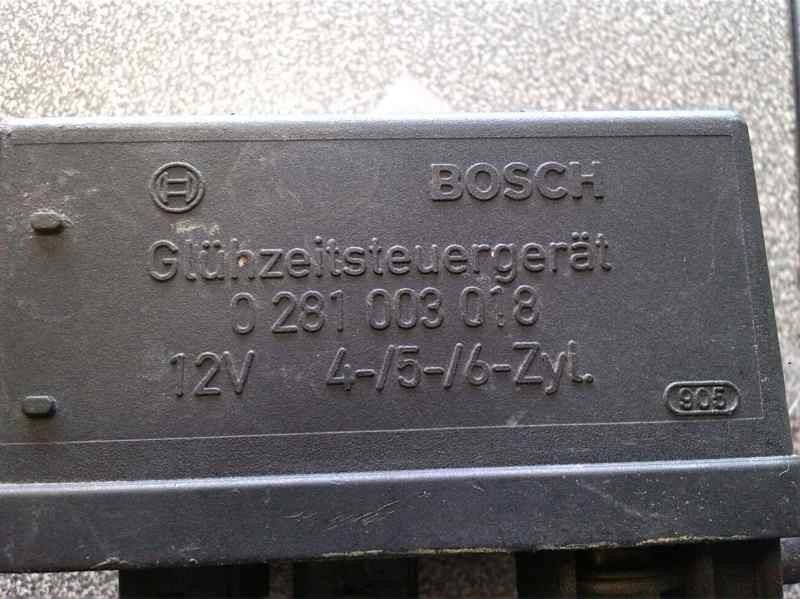 BOSCH
Glühzeitsteuergerät
0 281 003 018
12V 4-/5-/6-Zyl.
905